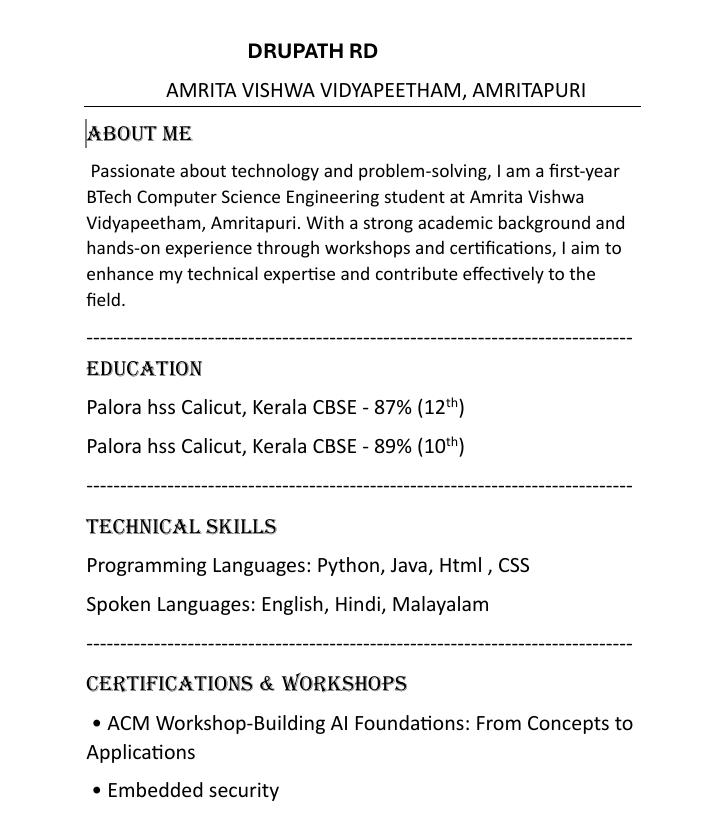 DRUPATH RD
AMRITA VISHWA VIDYAPEETHAM, AMRITAPURI
ABOUT ME
Passionate about technology and problem-solving, I am a first-year
BTech Computer Science Engineering student at Amrita Vishwa
Vidyapeetham, Amritapuri. With a strong academic background and
hands-on experience through workshops and certifications, I aim to
enhance my technical expertise and contribute effectively to the
field.
---------------------------------------------------------------------------------
EDUCATION
Palora hss Calicut, Kerala CBSE - 87% (12th)
Palora hss Calicut, Kerala CBSE - 89% (10th)
---------------------------------------------------------------------------------
TECHNICAL SKILLS
Programming Languages: Python, Java, Html , CSS
Spoken Languages: English, Hindi, Malayalam
---------------------------------------------------------------------------------
CERTIFICATIONS & WORKSHOPS
• ACM Workshop-Building AI Foundations: From Concepts to
Applications
• Embedded security